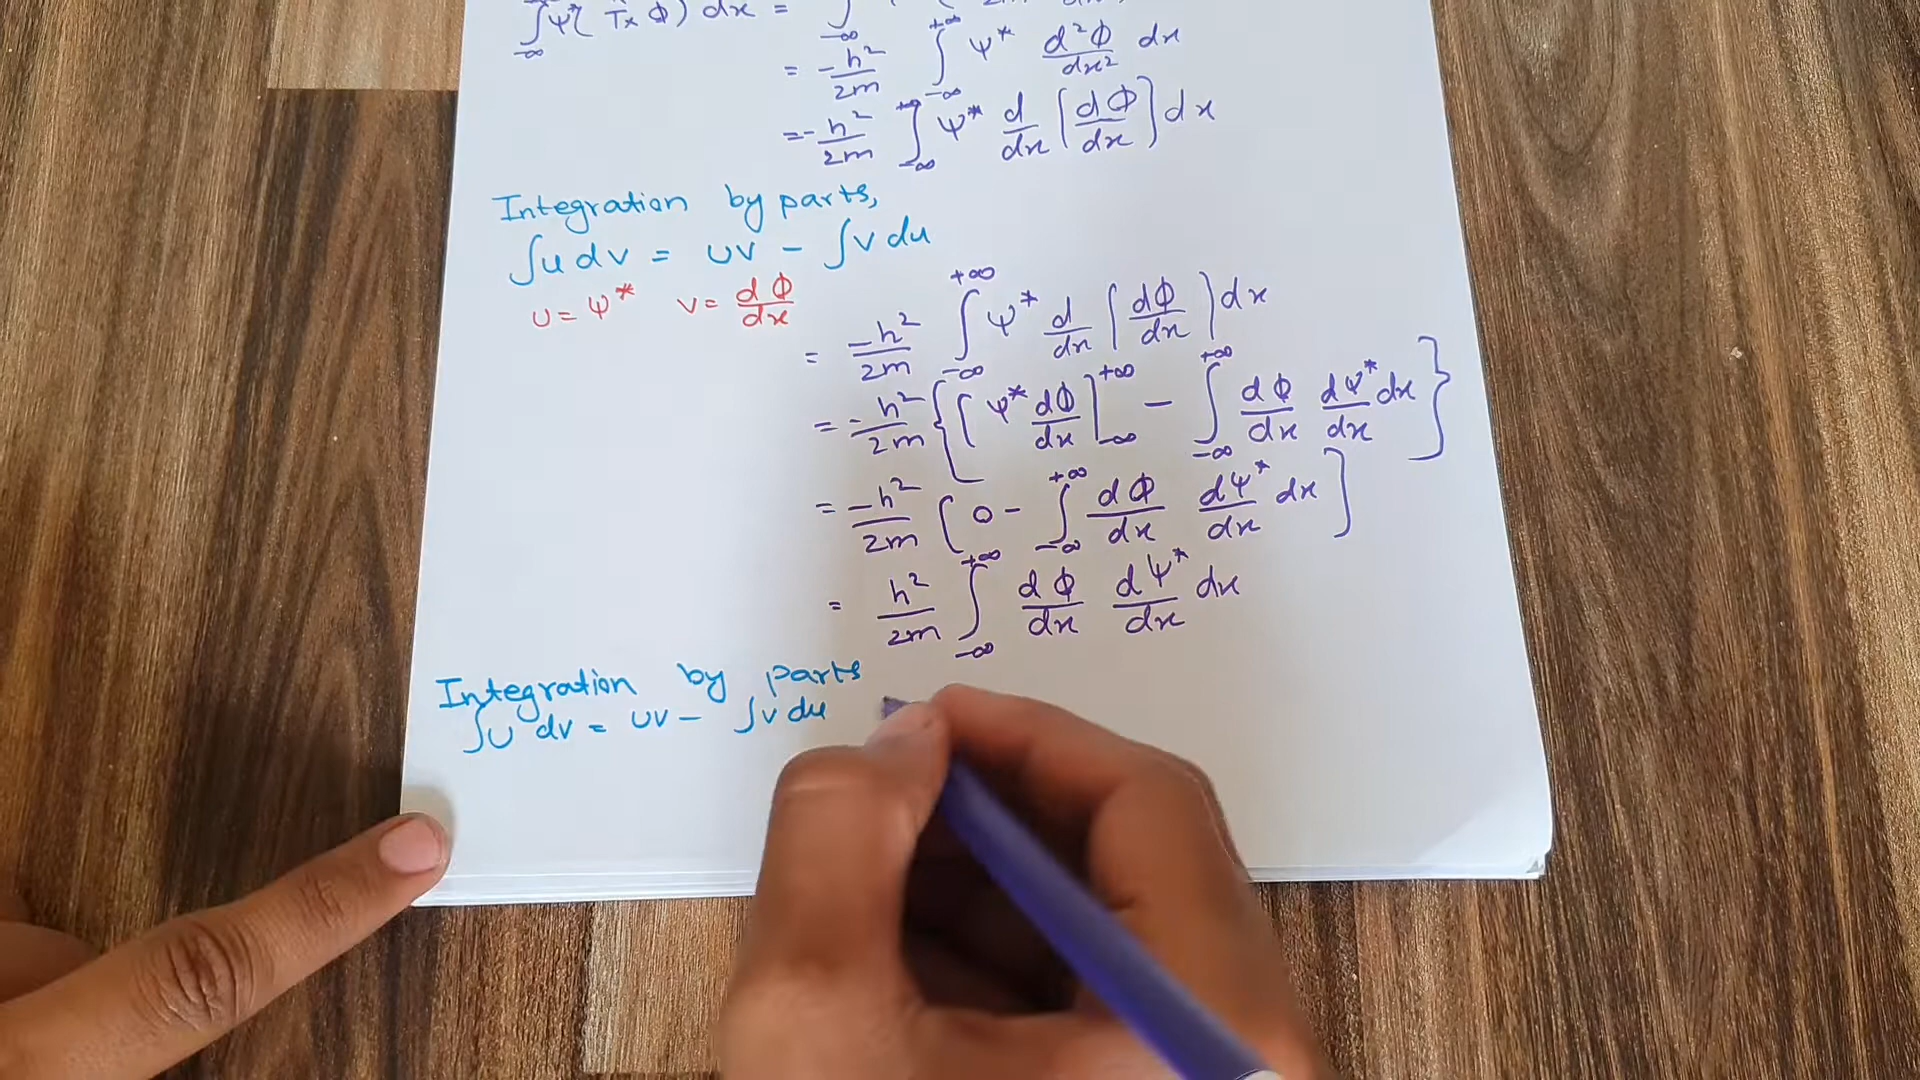 ∫ Ψ*( T̂x Φ) dx = ∫
-∞ -∞
= -ħ²/2m ∫_{-∞}^{+∞} Ψ* d²Φ/dx² dx
= -ħ²/2m ∫_{-∞}^{+∞} Ψ* d/dx [dΦ/dx] dx
Integration by parts,
∫u dv = uv - ∫v du
u = Ψ* v = dΦ/dx
= -ħ²/2m ∫_{-∞}^{+∞} Ψ* d/dx [dΦ/dx] dx
= -ħ²/2m {[Ψ* dΦ/dx]_{-∞}^{+∞} - ∫_{-∞}^{+∞} dΦ/dx dΨ*/dx dx}
= -ħ²/2m [0 - ∫_{-∞}^{+∞} dΦ/dx dΨ*/dx dx]
= ħ²/2m ∫_{-∞}^{+∞} dΦ/dx dΨ*/dx dx
Integration by parts
∫u dv = uv - ∫v du